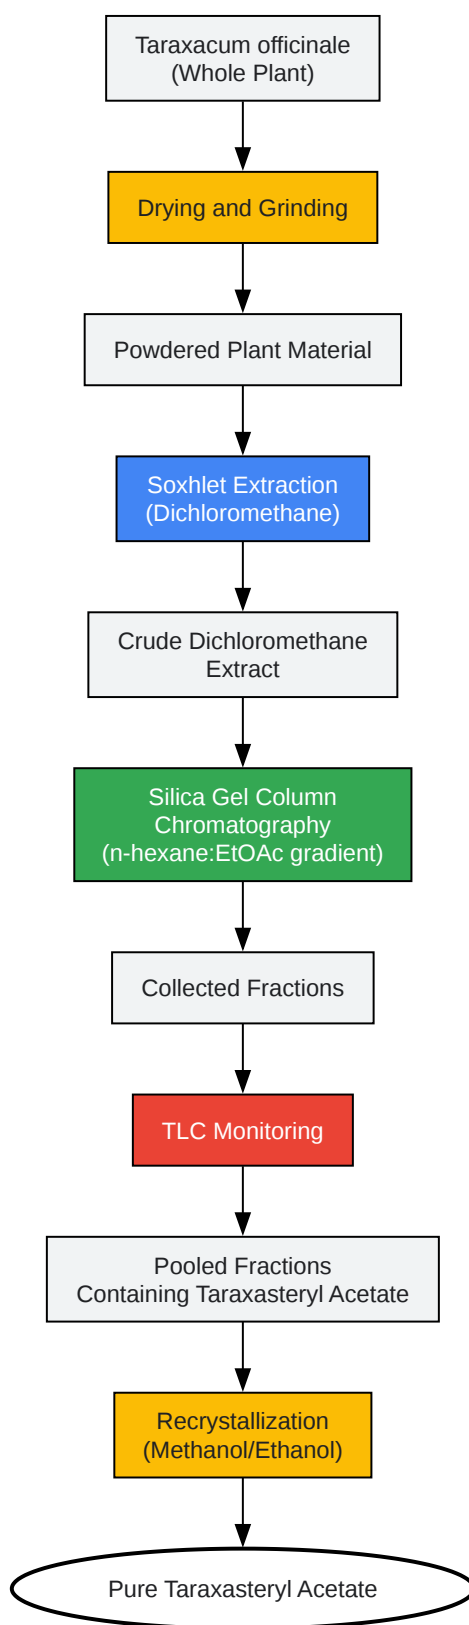 Taraxacum officinale
(Whole Plant)
Drying and Grinding
Powdered Plant Material
Soxhlet Extraction
(Dichloromethane)
Crude Dichloromethane
Extract
Silica Gel Column
Chromatography
(n-hexane:EtOAc gradient)
Collected Fractions
TLC Monitoring
Pooled Fractions
Containing Taraxasteryl Acetate
Recrystallization
(Methanol/Ethanol)
Pure Taraxasteryl Acetate